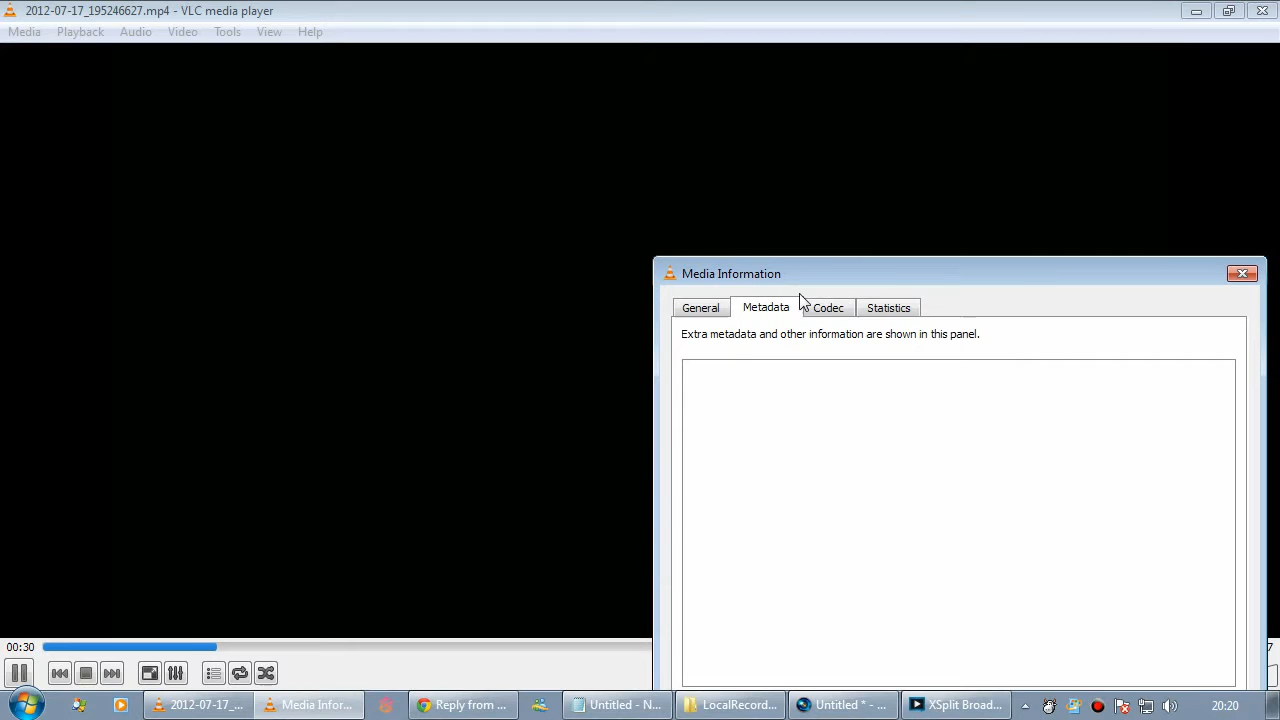 2012-07-17_195246627.mp4 - VLC media player
Media Playback Audio Video Tools View Help
Media Information
General Metadata Codec Statistics
Extra metadata and other information are shown in this panel.
00:30
7
2012-07-17_... Media Infor... Reply from ... Untitled - N... LocalRecord... Untitled * - ... XSplit Broad... 20:20